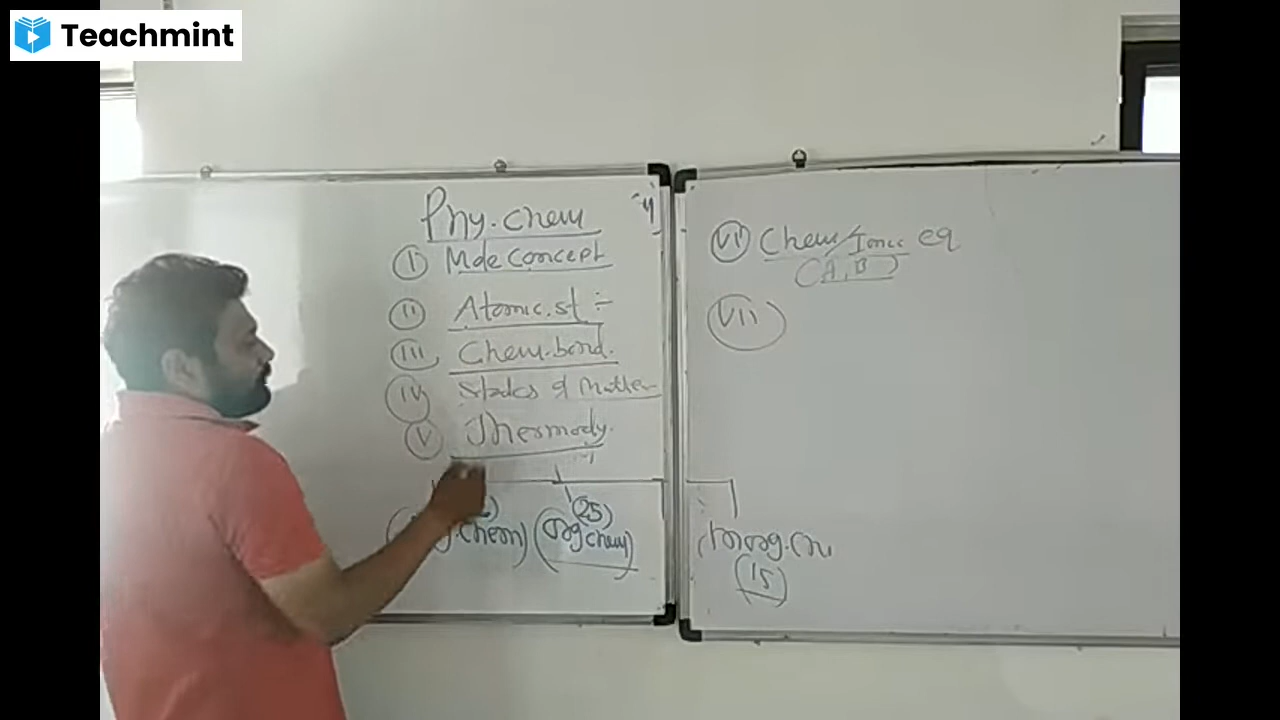 Teachmint
Phy. Chem
I Mole Concept
II Atomic. st :-
III Chem. bond.
IV States of Matter
V Thermody.
VI Chem/Ionic eq
(A, B)
VII
(25)
chem) (Org chem)
Inorg. Ch
(15)